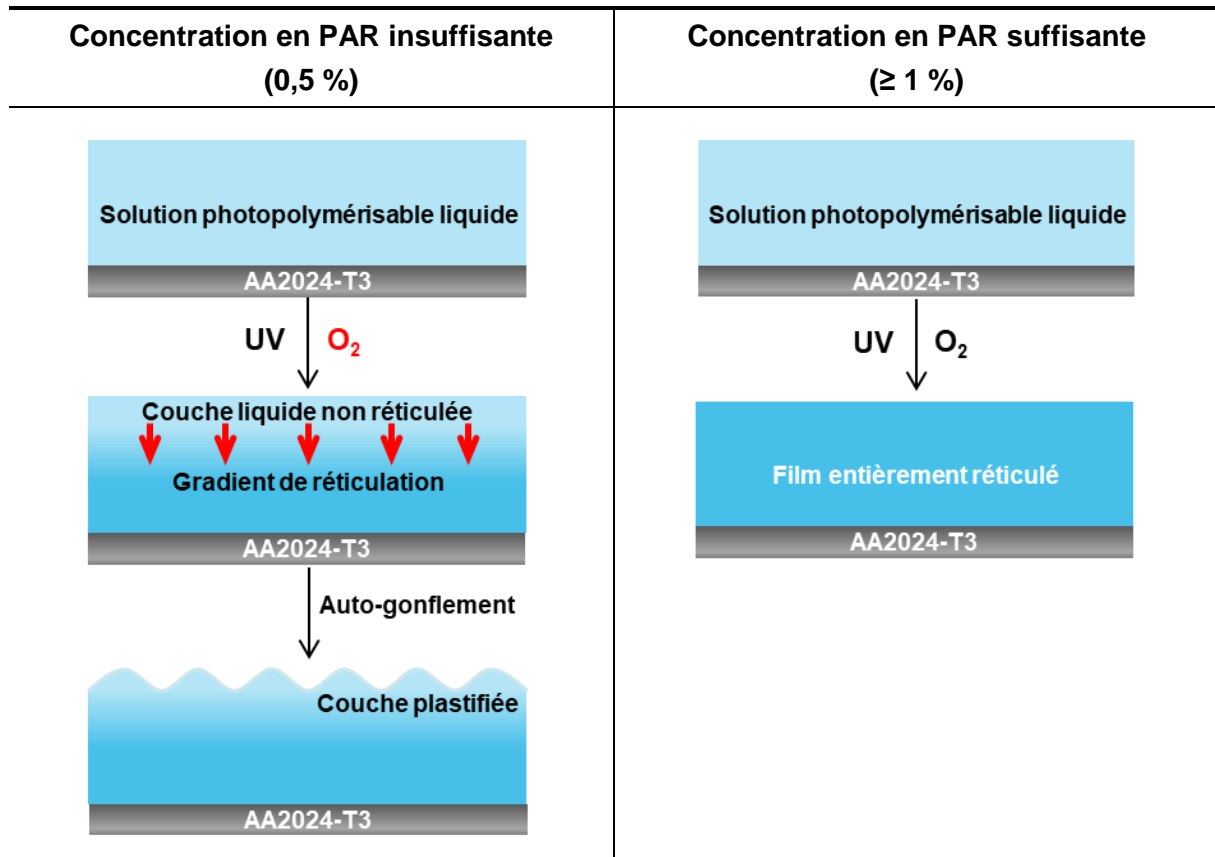 Concentration en PAR insuffisante
(0,5 %)
Concentration en PAR suffisante
(≥ 1 %)
Solution photopolymérisable liquide
AA2024-T3
UV
O₂
Couche liquide non réticulée
Gradient de réticulation
AA2024-T3
Auto-gonflement
Couche plastifiée
AA2024-T3
Solution photopolymérisable liquide
AA2024-T3
UV
O₂
Film entièrement réticulé
AA2024-T3